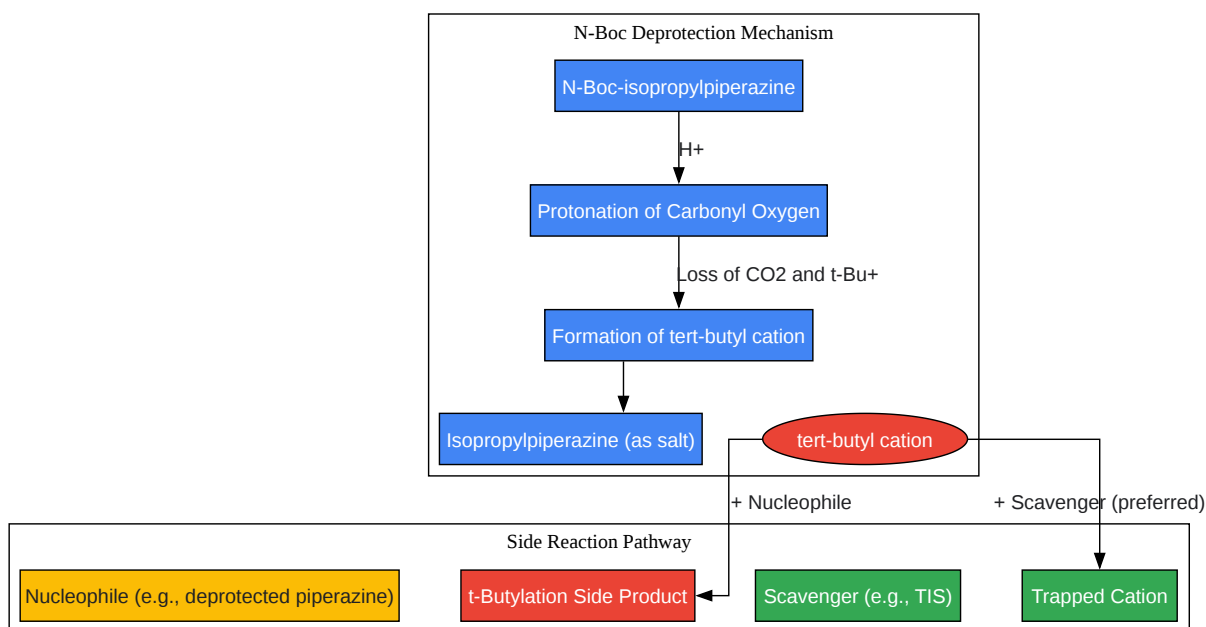 N-Boc Deprotection Mechanism
N-Boc-isopropylpiperazine
H+
Protonation of Carbonyl Oxygen
Loss of CO2 and t-Bu+
Formation of tert-butyl cation
Isopropylpiperazine (as salt)
tert-butyl cation
+ Nucleophile
+ Scavenger (preferred)
Side Reaction Pathway
Nucleophile (e.g., deprotected piperazine)
t-Butylation Side Product
Scavenger (e.g., TIS)
Trapped Cation